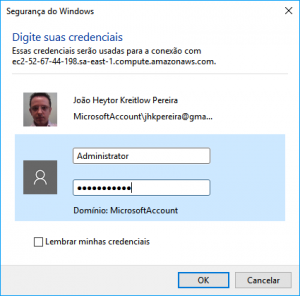 Segurança do Windows
Digite suas credenciais
Essas credenciais serão usadas para a conexão com
ec2-52-67-44-198.sa-east-1.compute.amazonaws.com.
João Heytor Kreitlow Pereira
MicrosoftAccount\jhkpereira@gma...
Administrator
●●●●●●●●●●●
Domínio: MicrosoftAccount
Lembrar minhas credenciais
OK
Cancelar